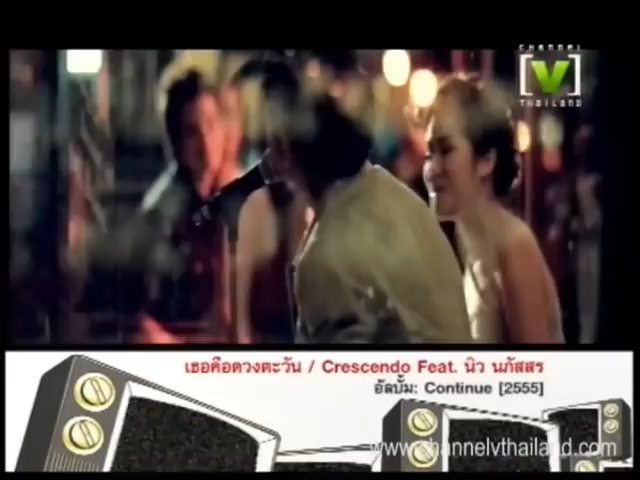 CHANNEL
[V]
THAILAND
เธอคือดวงตะวัน / Crescendo Feat. นิว นภัสสร
อัลบั้ม: Continue [2555]
www.channelvthailand.com